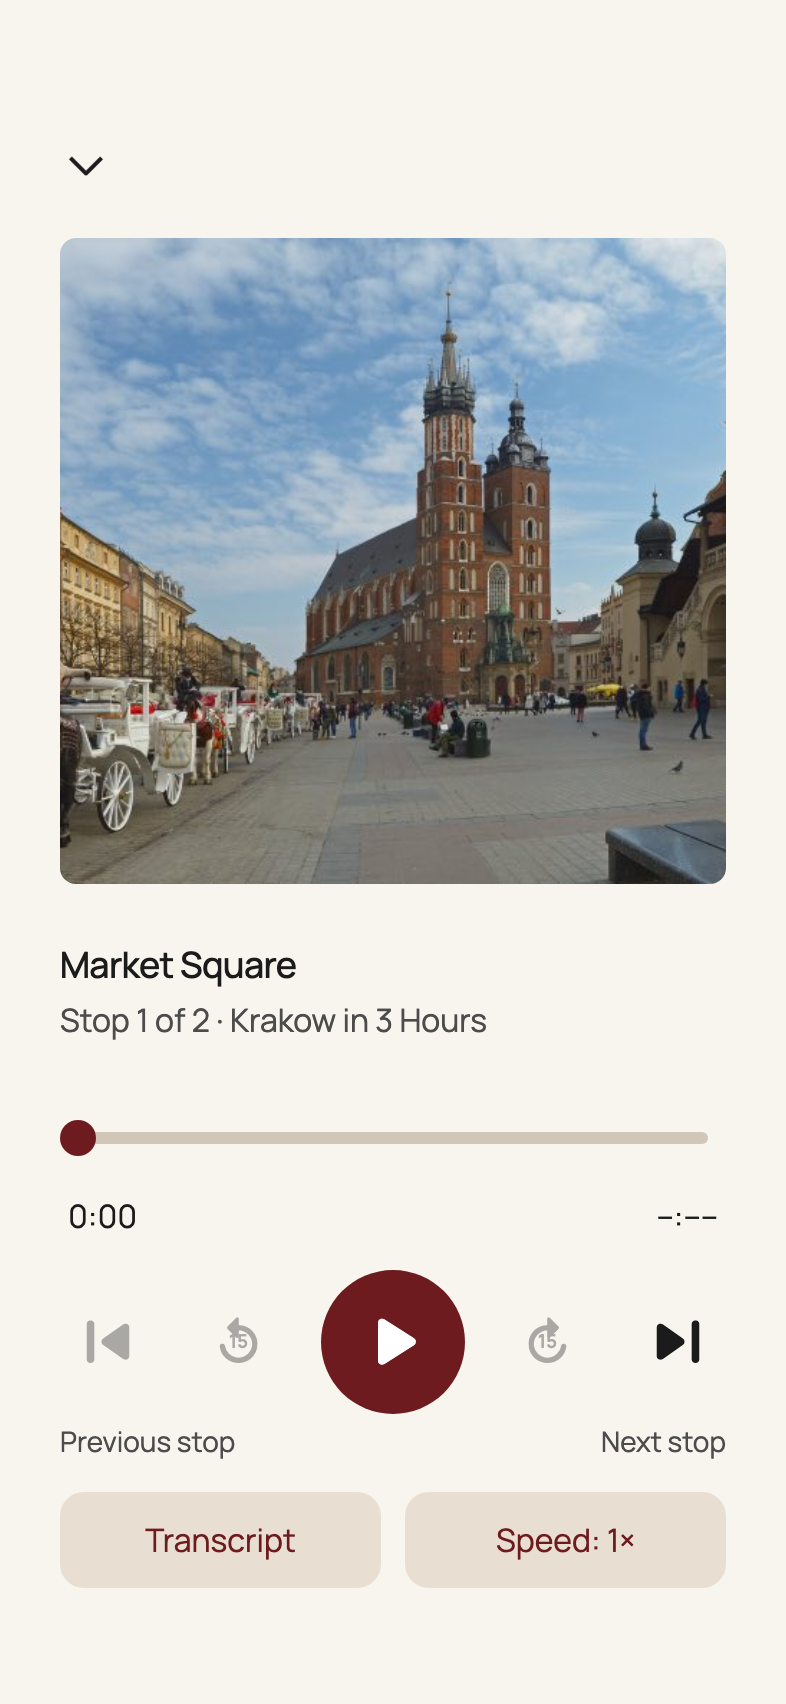 Market Square
Stop 1 of 2 · Krakow in 3 Hours
0:00
–:––
15
15
Previous stop
Next stop
Transcript
Speed: 1×